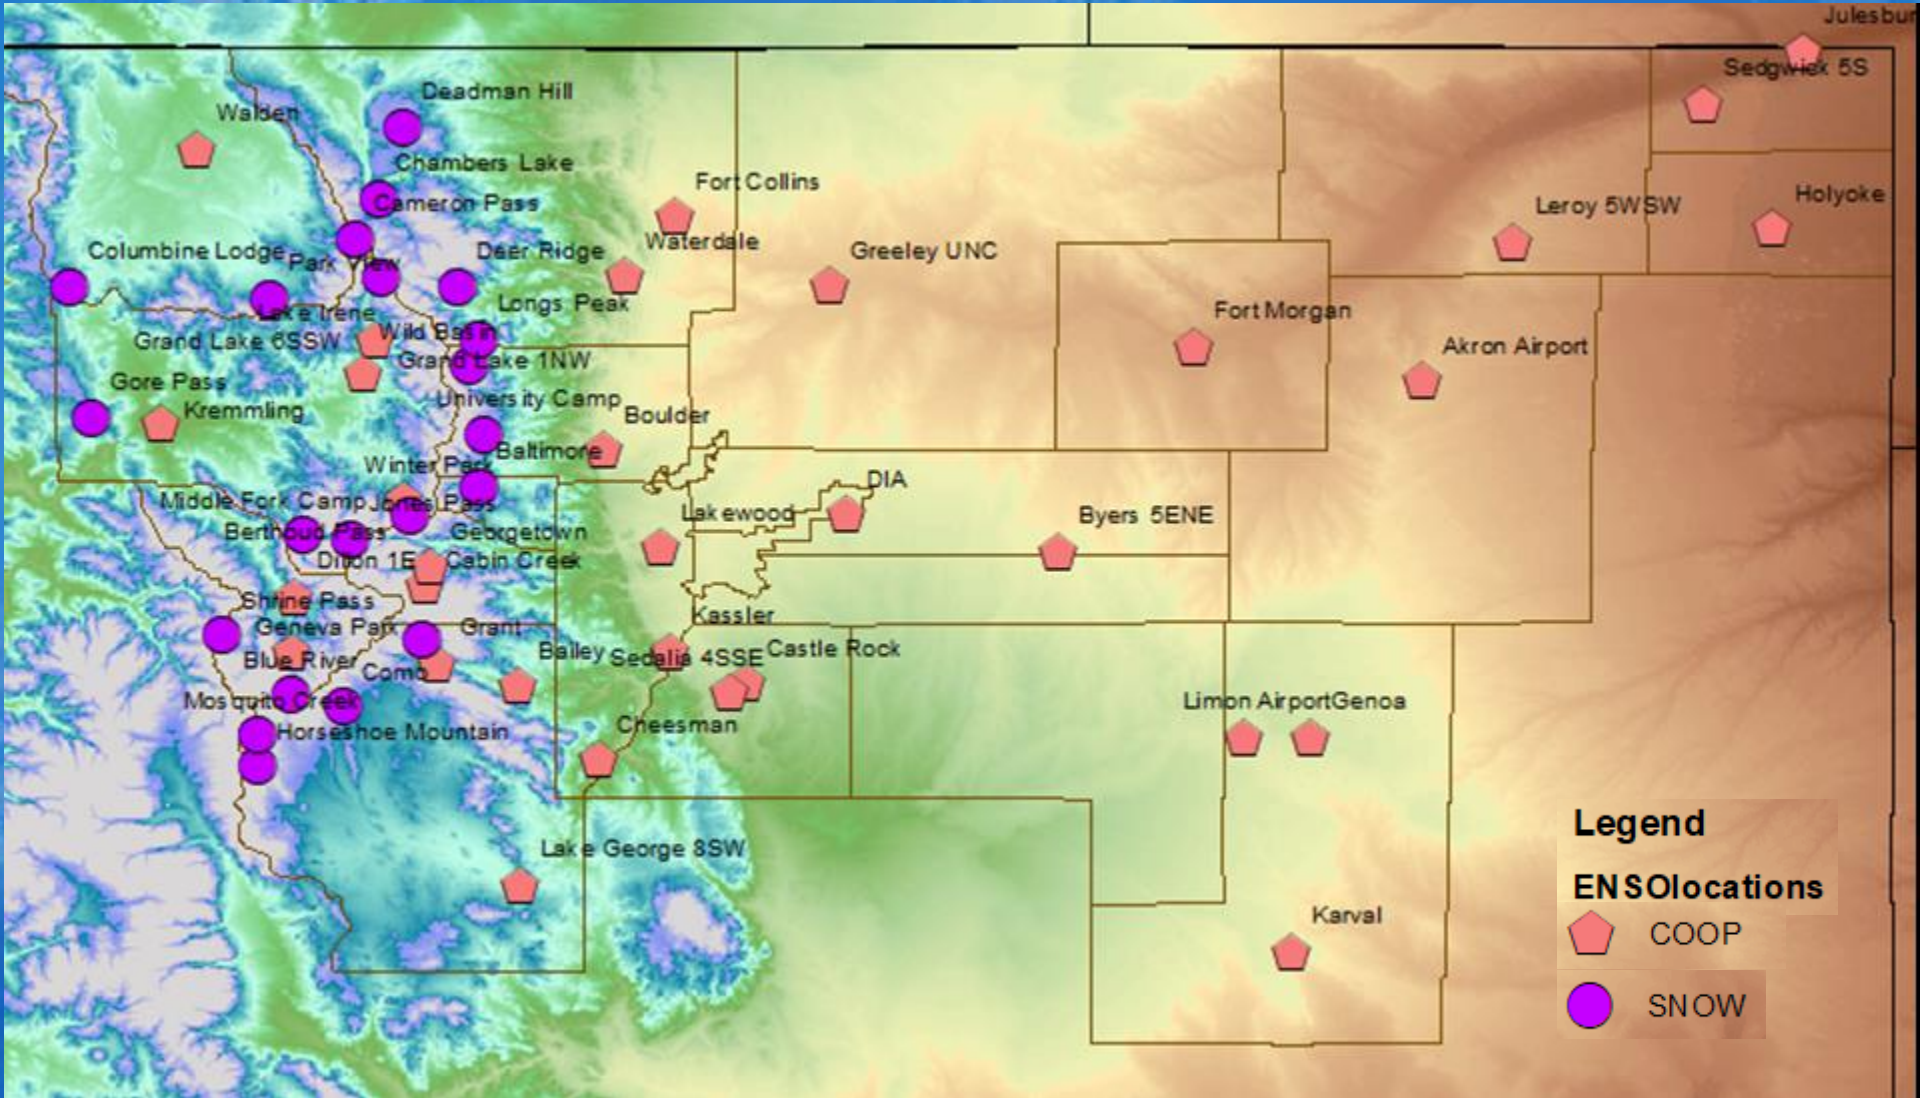 Julesbur
Sedgwick 5S
Deadman Hill
Walden
Chambers Lake
Fort Collins
Holyoke
Cameron Pass
Leroy 5WSW
Waterdale
Columbine Lodge
Deer Ridge
Greeley UNC
Park View
Longs Peak
Lake Irene
Fort Morgan
Wild Basin
Grand Lake 6SSW
Akron Airport
Grand Lake 1NW
Gore Pass
University Camp
Kremmling
Boulder
Baltimore
Winter Park
DIA
Middle Fork Camp
Jones Pass
Lakewood
Byers 5ENE
Berthoud Pass
Georgetown
Dillon 1E
Cabin Creek
Shrine Pass
Kassler
Geneva Park
Grant
Castle Rock
Bailey
Sedalia 4SSE
Blue River
Como
Mosquito Creek
Limon Airport
Genoa
Cheesman
Horseshoe Mountain
Lake George 8SW
Karval
Legend
ENSOlocations
COOP
SNOW